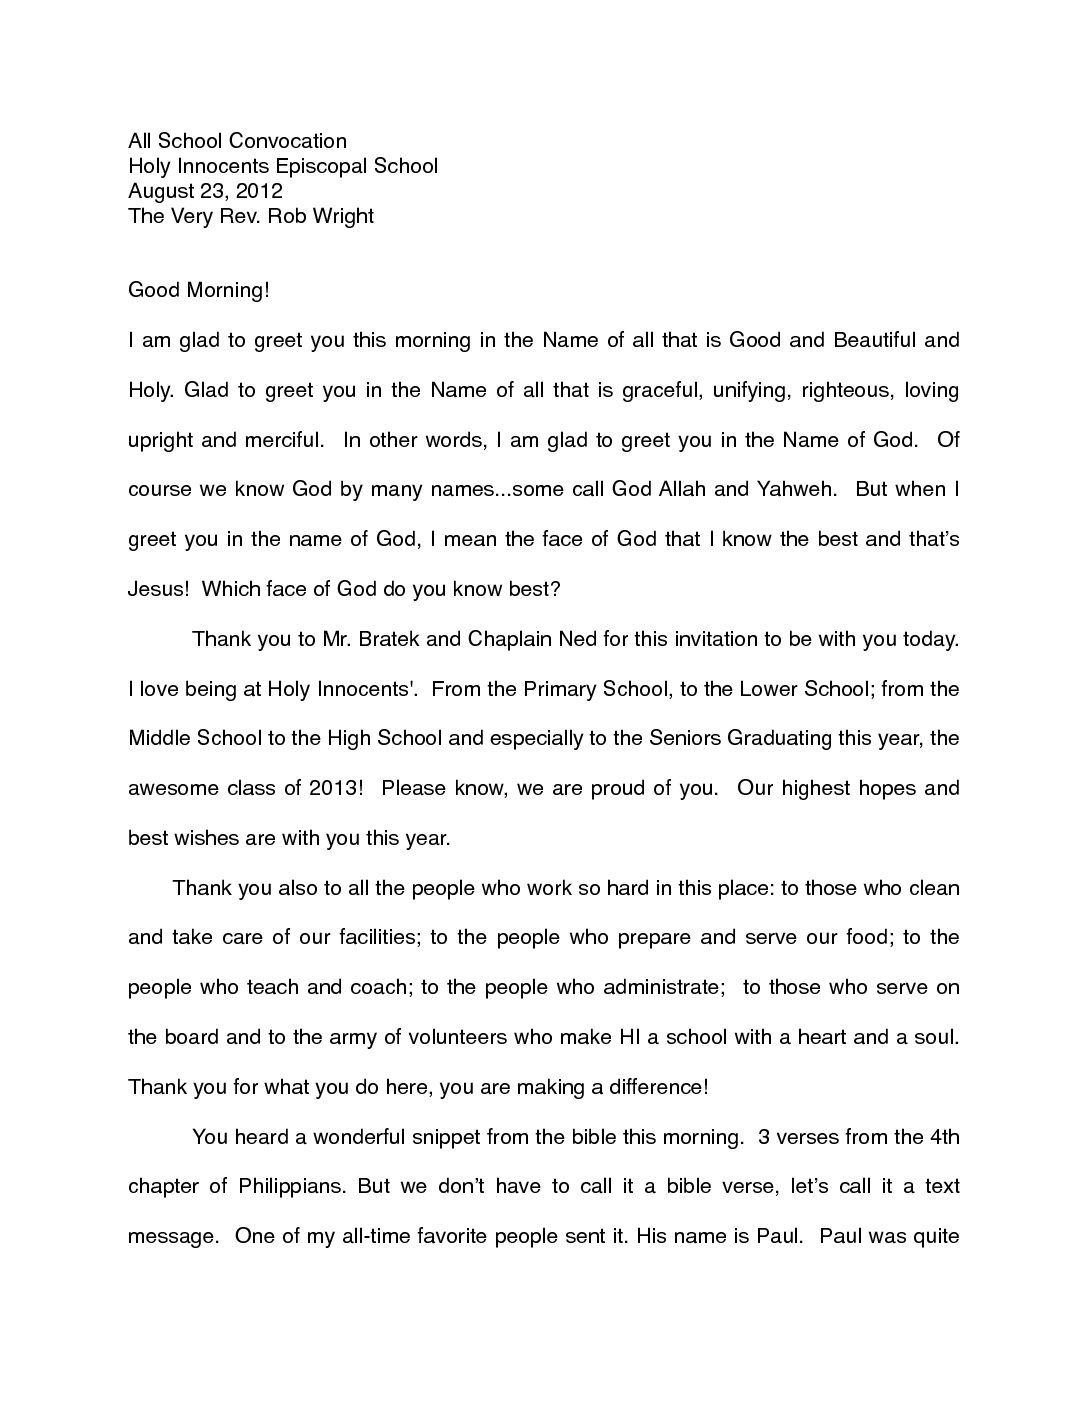 All School Convocation
Holy Innocents Episcopal School
August 23, 2012
The Very Rev. Rob Wright
Good Morning!
I am glad to greet you this morning in the Name of all that is Good and Beautiful and
Holy. Glad to greet you in the Name of all that is graceful, unifying, righteous, loving
upright and merciful.  In other words, I am glad to greet you in the Name of God.  Of
course we know God by many names...some call God Allah and Yahweh.  But when I
greet you in the name of God, I mean the face of God that I know the best and that’s
Jesus!  Which face of God do you know best?
Thank you to Mr. Bratek and Chaplain Ned for this invitation to be with you today.
I love being at Holy Innocents'.  From the Primary School, to the Lower School; from the
Middle School to the High School and especially to the Seniors Graduating this year, the
awesome class of 2013!  Please know, we are proud of you.  Our highest hopes and
best wishes are with you this year.
Thank you also to all the people who work so hard in this place: to those who clean
and take care of our facilities; to the people who prepare and serve our food; to the
people who teach and coach; to the people who administrate;  to those who serve on
the board and to the army of volunteers who make HI a school with a heart and a soul.
Thank you for what you do here, you are making a difference!
You heard a wonderful snippet from the bible this morning.  3 verses from the 4th
chapter of Philippians. But we don’t have to call it a bible verse, let’s call it a text
message.  One of my all-time favorite people sent it. His name is Paul.  Paul was quite